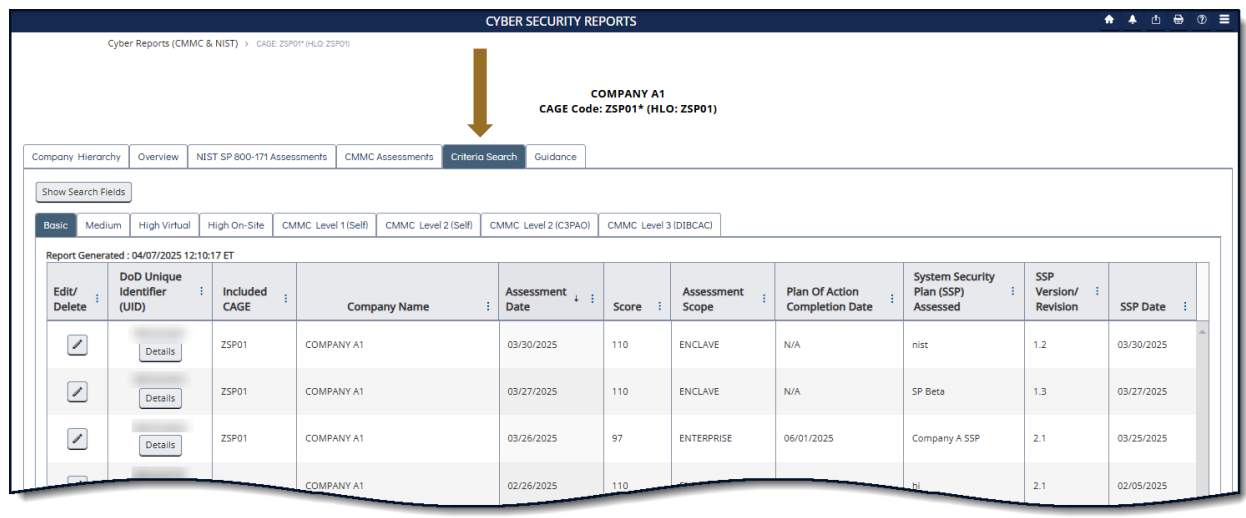 CYBER SECURITY REPORTS
Cyber Reports (CMMC & NIST) > CAGE: ZSP01* (HLO: ZSP01)
COMPANY A1
CAGE Code: ZSP01* (HLO: ZSP01)
Company Hierarchy Overview NIST SP 800-171 Assessments CMMC Assessments Criteria Search Guidance
Show Search Fields
Basic Medium High Virtual High On-Site CMMC Level 1 (Self) CMMC Level 2 (Self) CMMC Level 2 (C3PAO) CMMC Level 3 (DIBCAC)
Report Generated : 04/07/2025 12:10:17 ET
Edit/ Delete DoD Unique Identifier (UID) Included CAGE Company Name Assessment Date ↓ Score Assessment Scope Plan Of Action Completion Date System Security Plan (SSP) Assessed SSP Version/ Revision SSP Date
Details ZSP01 COMPANY A1 03/30/2025 110 ENCLAVE N/A nist 1.2 03/30/2025
Details ZSP01 COMPANY A1 03/27/2025 110 ENCLAVE N/A SP Beta 1.3 03/27/2025
Details ZSP01 COMPANY A1 03/26/2025 97 ENTERPRISE 06/01/2025 Company A SSP 2.1 03/25/2025
COMPANY A1 02/26/2025 110 hi 2.1 02/05/2025